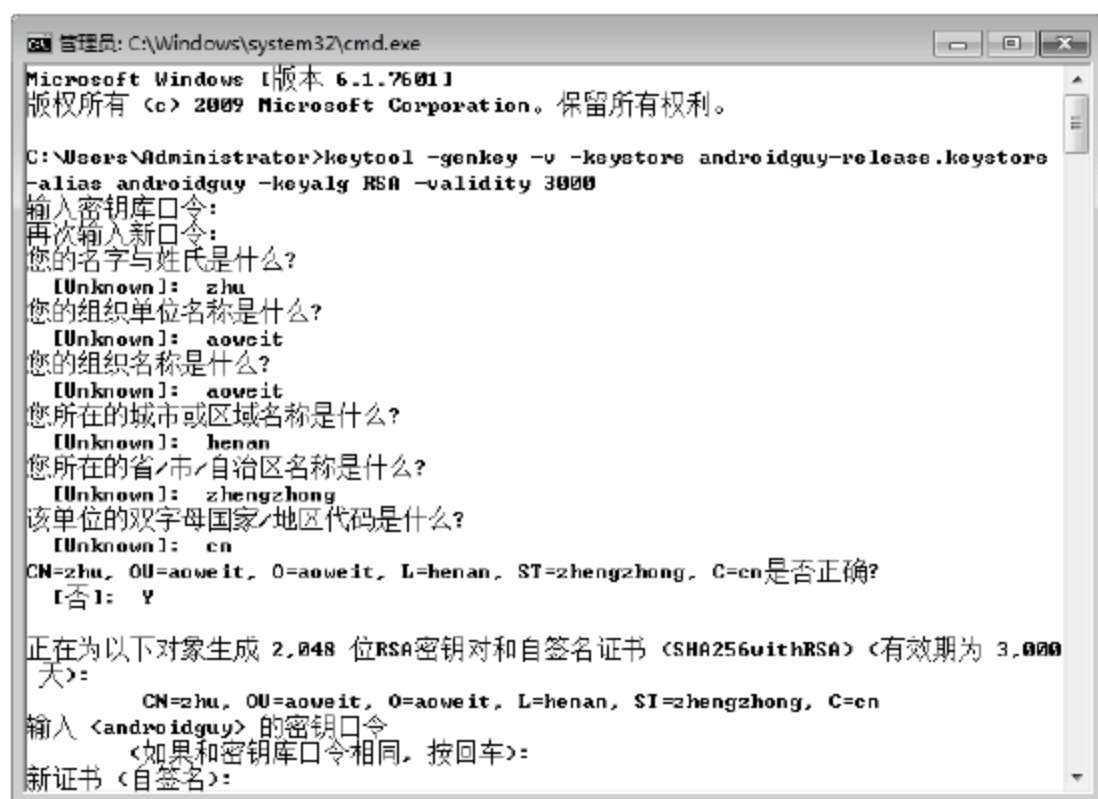 管理员: C:\Windows\system32\cmd.exe
Microsoft Windows [版本 6.1.7601]
版权所有 (c) 2009 Microsoft Corporation。保留所有权利。
C:\Users\Administrator>keytool -genkey -v -keystore androidguy-release.keystore
-alias androidguy -keyalg RSA -validity 3000
输入密钥库口令:
再次输入新口令:
您的名字与姓氏是什么?
[Unknown]:  zhu
您的组织单位名称是什么?
[Unknown]:  aoweit
您的组织名称是什么?
[Unknown]:  aoweit
您所在的城市或区域名称是什么?
[Unknown]:  henan
您所在的省/市/自治区名称是什么?
[Unknown]:  zhengzhong
该单位的双字母国家/地区代码是什么?
[Unknown]:  cn
CN=zhu, OU=aoweit, O=aoweit, L=henan, ST=zhengzhong, C=cn是否正确?
[否]:  Y
正在为以下对象生成 2,048 位RSA密钥对和自签名证书 (SHA256withRSA) (有效期为 3,000
天):
CN=zhu, OU=aoweit, O=aoweit, L=henan, ST=zhengzhong, C=cn
输入 <androidguy> 的密钥口令
(如果和密钥库口令相同, 按回车):
新证书 (自签名):